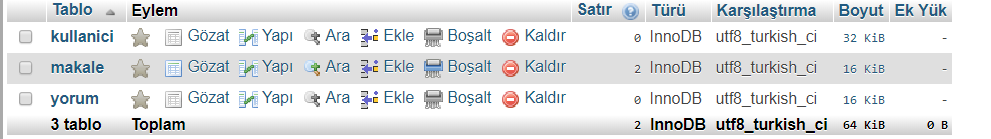 Tablo Eylem Satır Türü Karşılaştırma Boyut Ek Yük
kullanici Gözat Yapı Ara Ekle Boşalt Kaldır 0 InnoDB utf8_turkish_ci 32 KiB -
makale Gözat Yapı Ara Ekle Boşalt Kaldır 2 InnoDB utf8_turkish_ci 16 KiB -
yorum Gözat Yapı Ara Ekle Boşalt Kaldır 0 InnoDB utf8_turkish_ci 16 KiB -
3 tablo Toplam 2 InnoDB utf8_turkish_ci 64 KiB 0 B